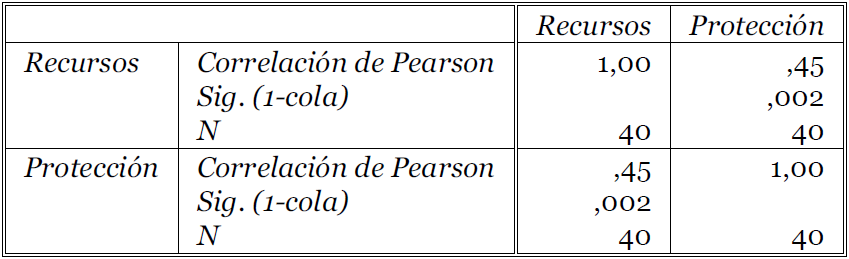 Recursos Protección
Recursos Correlación de Pearson 1,00 ,45
Sig. (1-cola) ,002
N 40 40
Protección Correlación de Pearson ,45 1,00
Sig. (1-cola) ,002
N 40 40